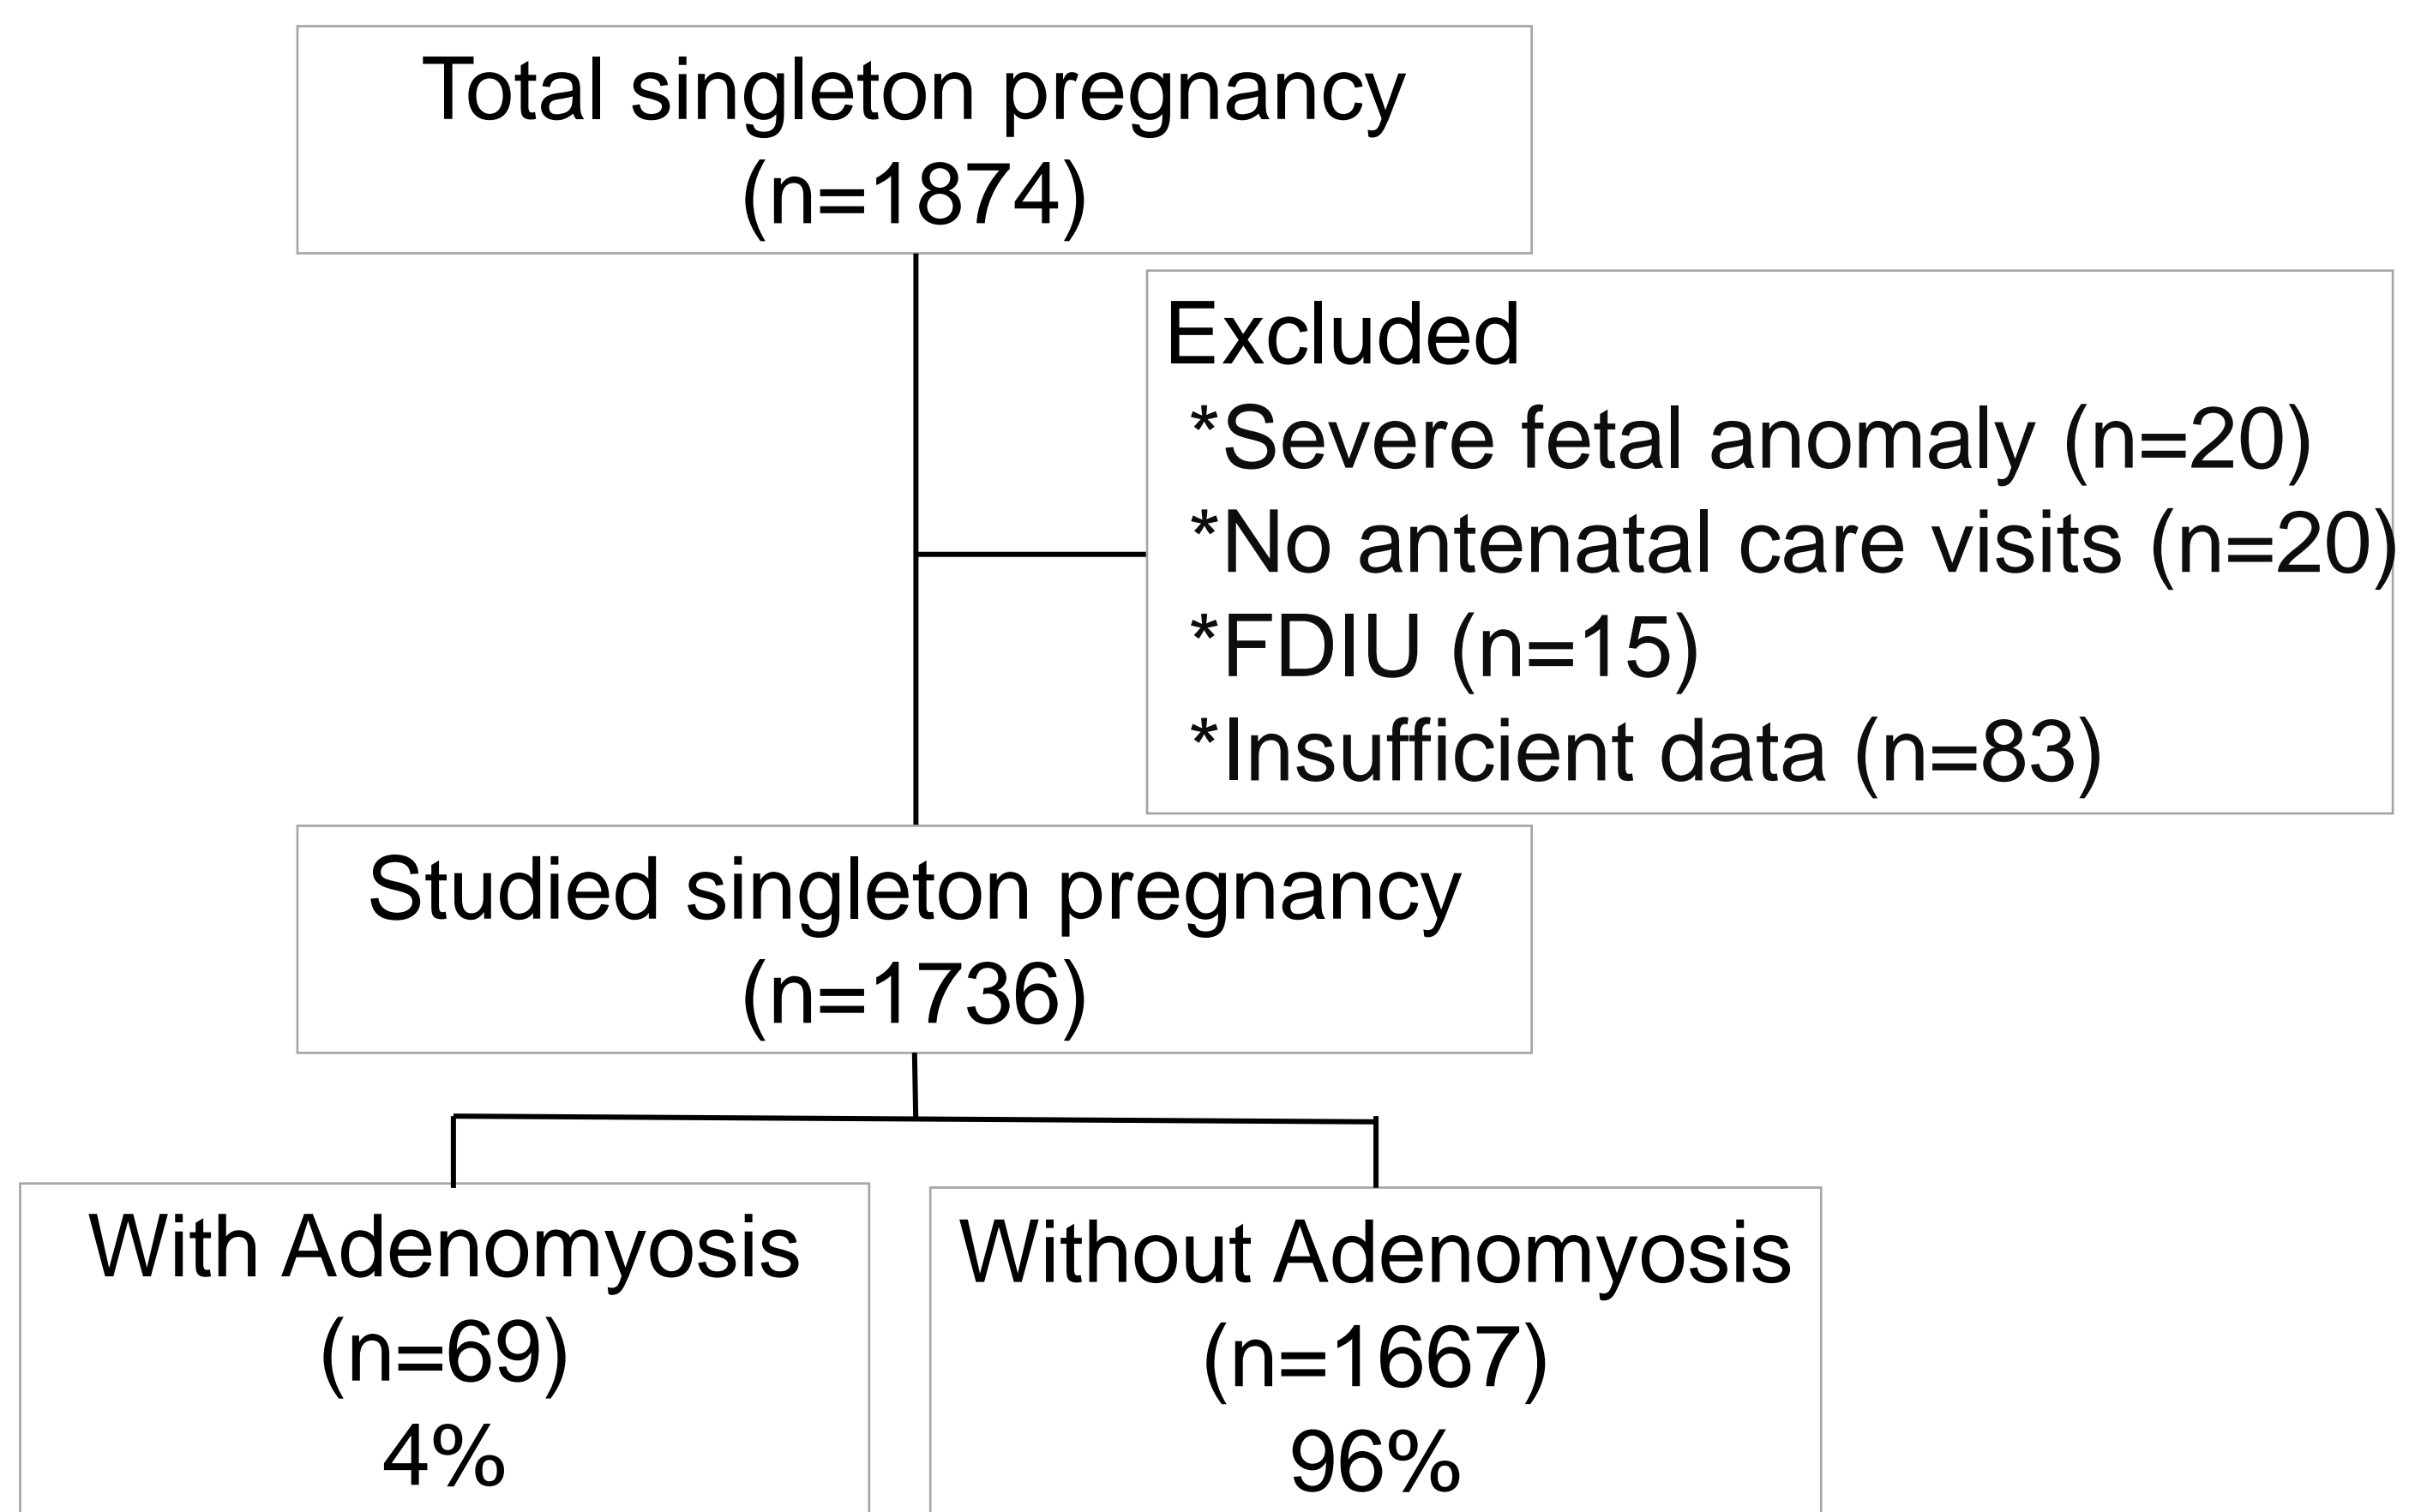 Total singleton pregnancy
(n=1874)
Excluded
*Severe fetal anomaly (n=20)
*No antenatal care visits (n=20)
*FDIU (n=15)
*Insufficient data (n=83)
Studied singleton pregnancy
(n=1736)
With Adenomyosis
(n=69)
4%
Without Adenomyosis
(n=1667)
96%